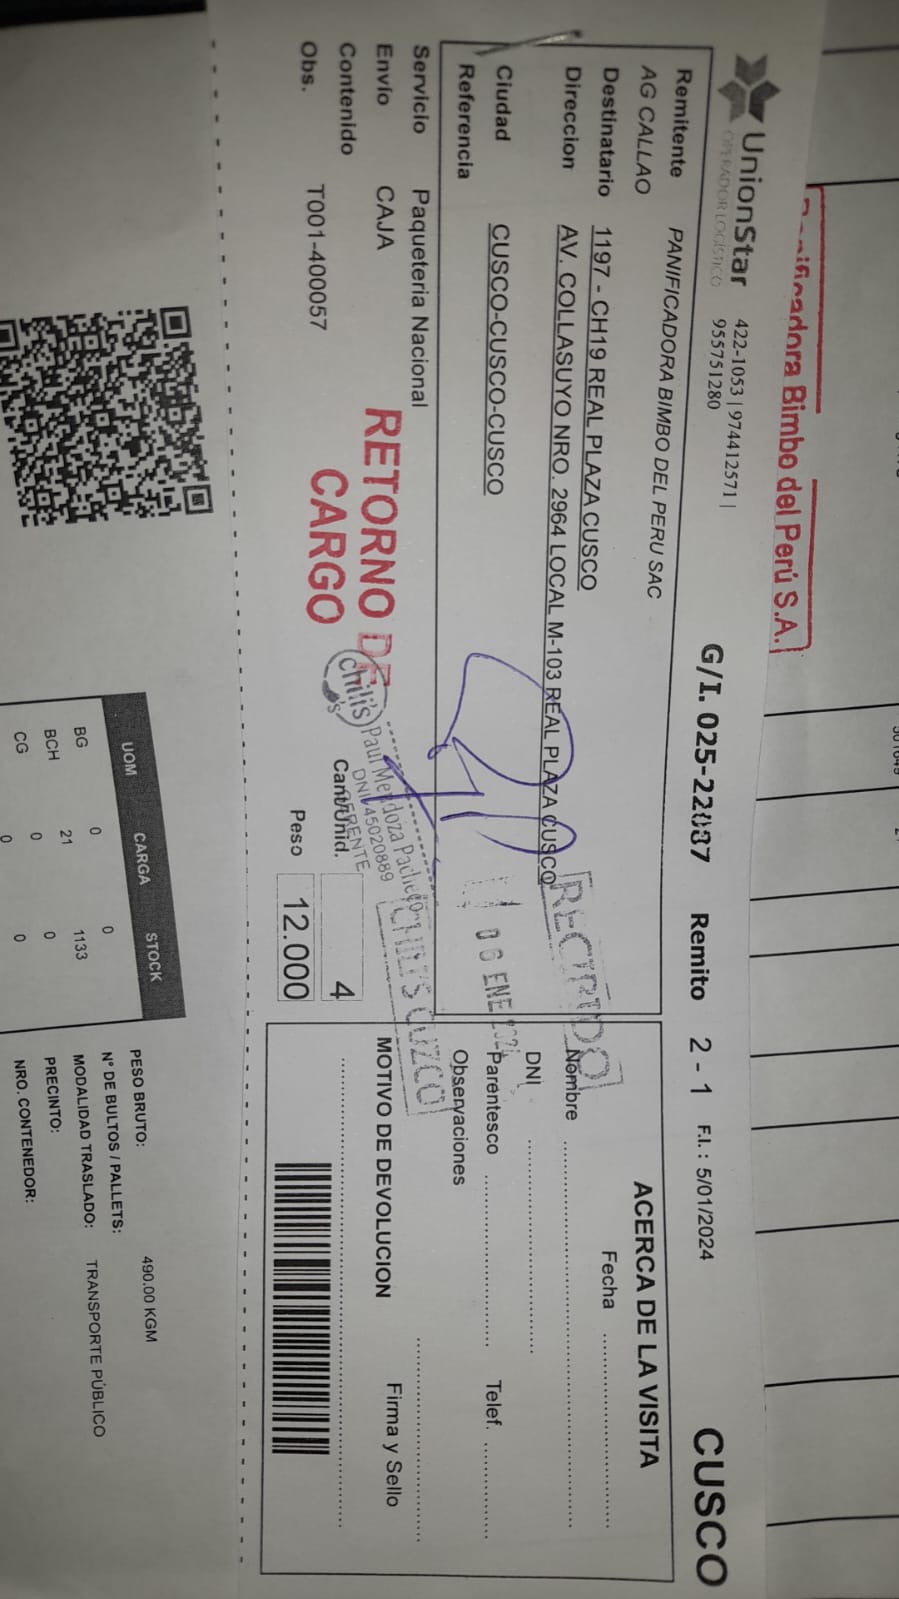 Panificadora Bimbo del Perú S.A.
UnionStar
OPERADOR LOGÍSTICO
422-1053 | 974412571 |
955751280
G/I. 025-22887 Remito 2 - 1 F.I.: 5/01/2024 CUSCO
Remitente PANIFICADORA BIMBO DEL PERU SAC
AG CALLAO
Destinatario 1197 - CH19 REAL PLAZA CUSCO
Direccion AV. COLLASUYO NRO. 2964 LOCAL M-103 REAL PLAZA CUSCO
Ciudad CUSCO-CUSCO-CUSCO
Referencia
Servicio Paqueteria Nacional
Envío CAJA
Contenido
Obs. T001-400057
RETORNO DE
CARGO
Cant/Unid. 4
Peso 12.000
RECIBIDO
06 ENE
CHILI'S CUZCO
Chili's
Paul Mendoza Pacheco
DNI: 45020889
GERENTE
ACERCA DE LA VISITA
Fecha
Nombre
DNI
Parentesco Telef.
Observaciones
MOTIVO DE DEVOLUCION Firma y Sello
UOM CARGA STOCK
BG 0 0
BCH 21 1133
CG 0 0
0
PESO BRUTO: 490.00 KGM
N° DE BULTOS / PALLETS:
MODALIDAD TRASLADO: TRANSPORTE PÚBLICO
PRECINTO:
NRO. CONTENEDOR: